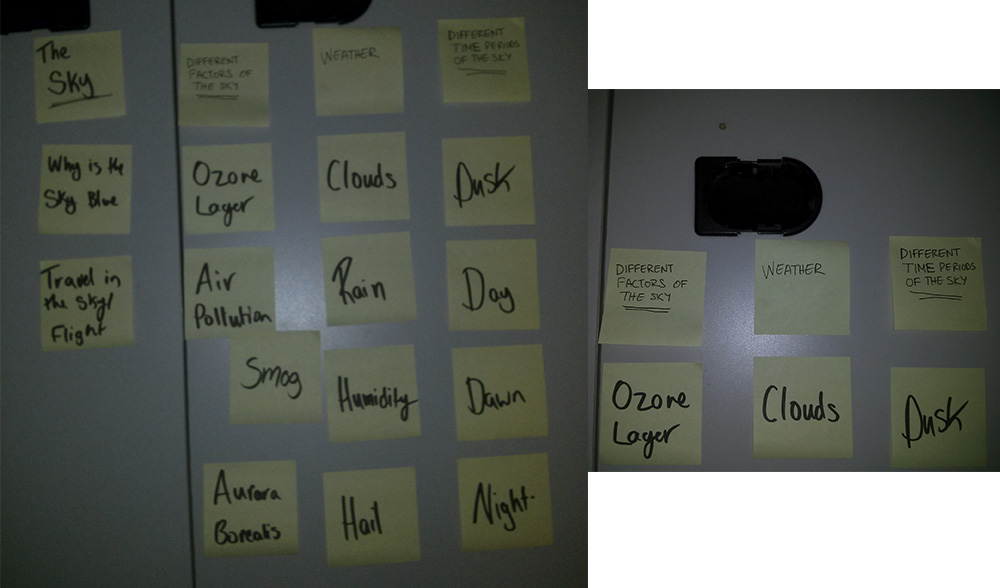 The
Sky
Why is the
Sky Blue
Travel in
the Sky/
Flight
DIFFERENT
FACTORS OF
THE SKY
Ozone
Lager
Air
Pollution
Smog
Aurora
Borealis
WEATHER
Clouds
Rain
Humidity
Hail
DIFFERENT
TIME PERIODS
OF THE SKY
Dusk
Day
Dawn
Night.
DIFFERENT
FACTORS OF
THE SKY
Ozone
Lager
WEATHER
Clouds
DIFFERENT
TIME PERIODS
OF THE SKY
Dusk